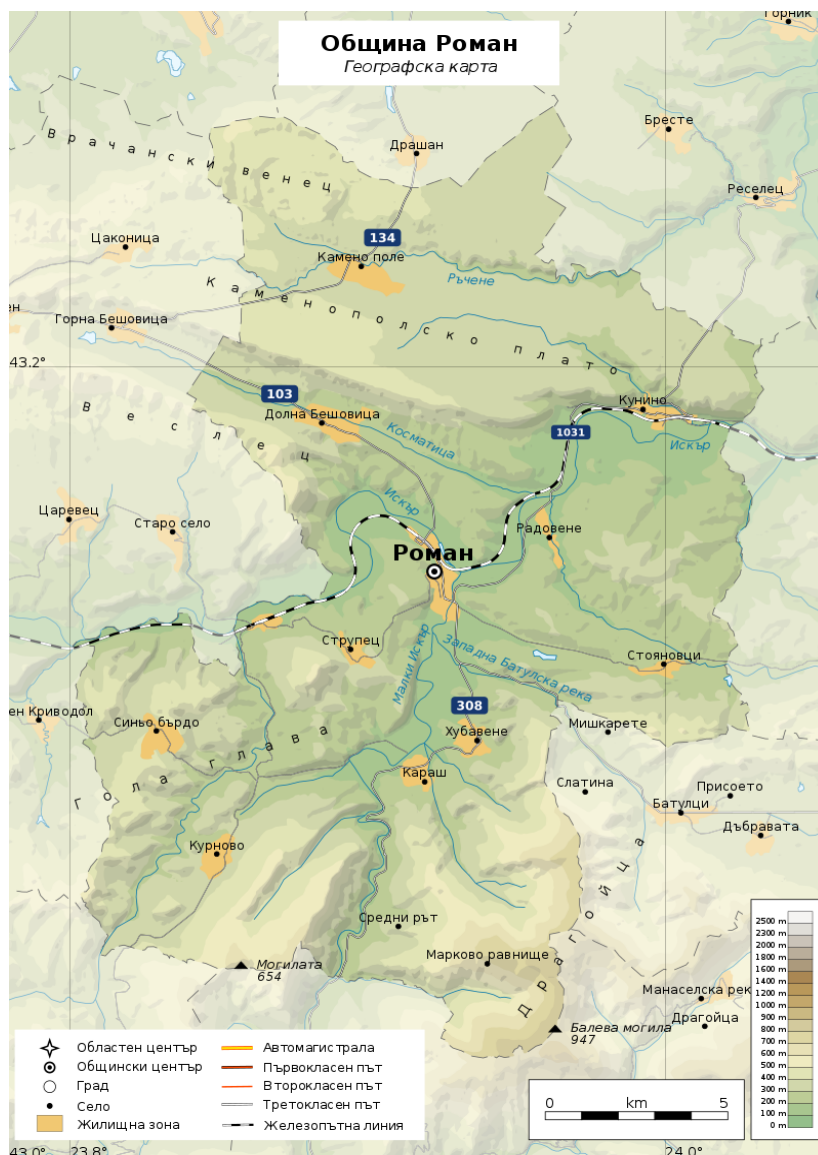 Община Роман
Географска карта
Горник
Бресте
Драшан
Врачански венец
Реселец
134
Цаконица
Камено поле
Ръчене
Каменополско плато
Горна Бешовица
43.2°
103
Кунино
Веслец
Долна Бешовица
Косматица
1031
Искър
Искър
Царевец
Старо село
Радовене
Роман
Струпец
Малки Искър
Западна Батулска река
Стояновци
308
ен Криводол
Синьо бърдо
Гола глава
Хубавене
Мишкарете
Караш
Слатина
Присоето
Батулци
Дъбравата
Курново
Драгойца
Средни рът
Марково равнище
Могилата
654
Манаселска рек
Драгойца
Балева могила
947
2500 m
2300 m
2000 m
1800 m
1600 m
1400 m
1200 m
1000 m
900 m
800 m
700 m
600 m
500 m
400 m
300 m
200 m
100 m
0 m
Областен център
Общински център
Град
Село
Жилищна зона
Автомагистрала
Първокласен път
Второкласен път
Третокласен път
Железопътна линия
0 km 5
43.0° 23.8°
24.0°